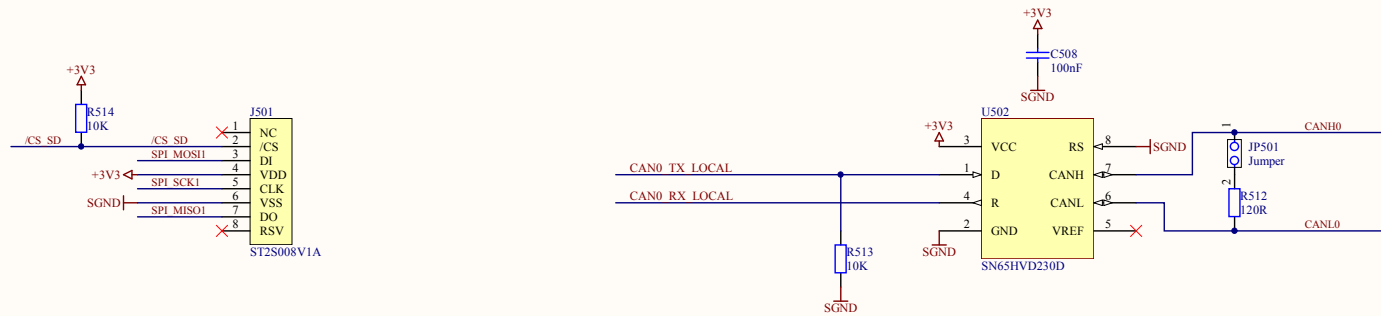 +3V3
R514
10K
/CS_SD
/CS_SD
SPI_MOSI1
+3V3
SPI_SCK1
SGND
SPI_MISO1
J501
1 NC
2 /CS
3 DI
4 VDD
5 CLK
6 VSS
7 DO
8 RSV
ST2S008V1A
+3V3
C508
100nF
SGND
CAN0_TX_LOCAL
CAN0_RX_LOCAL
R513
10K
SGND
U502
+3V3
3 VCC RS 8
SGND
1 D CANH 7
4 R CANL 6
2 GND VREF 5
SGND
SN65HVD230D
CANH0
1
JP501
Jumper
2
R512
120R
CANL0